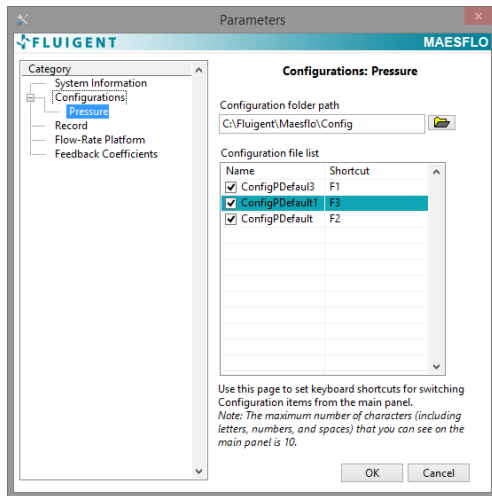 Parameters
FLUIGENT MAESFLO
Category
System Information
Configurations
Pressure
Record
Flow-Rate Platform
Feedback Coefficients
Configurations: Pressure
Configuration folder path
C:\Fluigent\Maesflo\Config
Configuration file list
Name Shortcut
ConfigPDefaul3 F1
ConfigPDefault1 F3
ConfigPDefault F2
Use this page to set keyboard shortcuts for switching
Configuration items from the main panel.
Note: The maximum number of characters (including
letters, numbers, and spaces) that you can see on the
main panel is 10.
OK Cancel